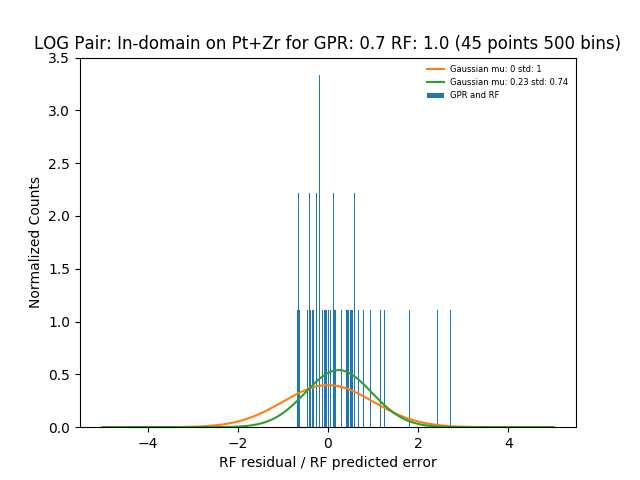 LOG Pair: In-domain on Pt+Zr for GPR: 0.7 RF: 1.0 (45 points 500 bins)
Gaussian mu: 0 std: 1
Gaussian mu: 0.23 std: 0.74
GPR and RF
Normalized Counts
3.5
3.0
2.5
2.0
1.5
1.0
0.5
0.0
−4 −2 0 2 4
RF residual / RF predicted error